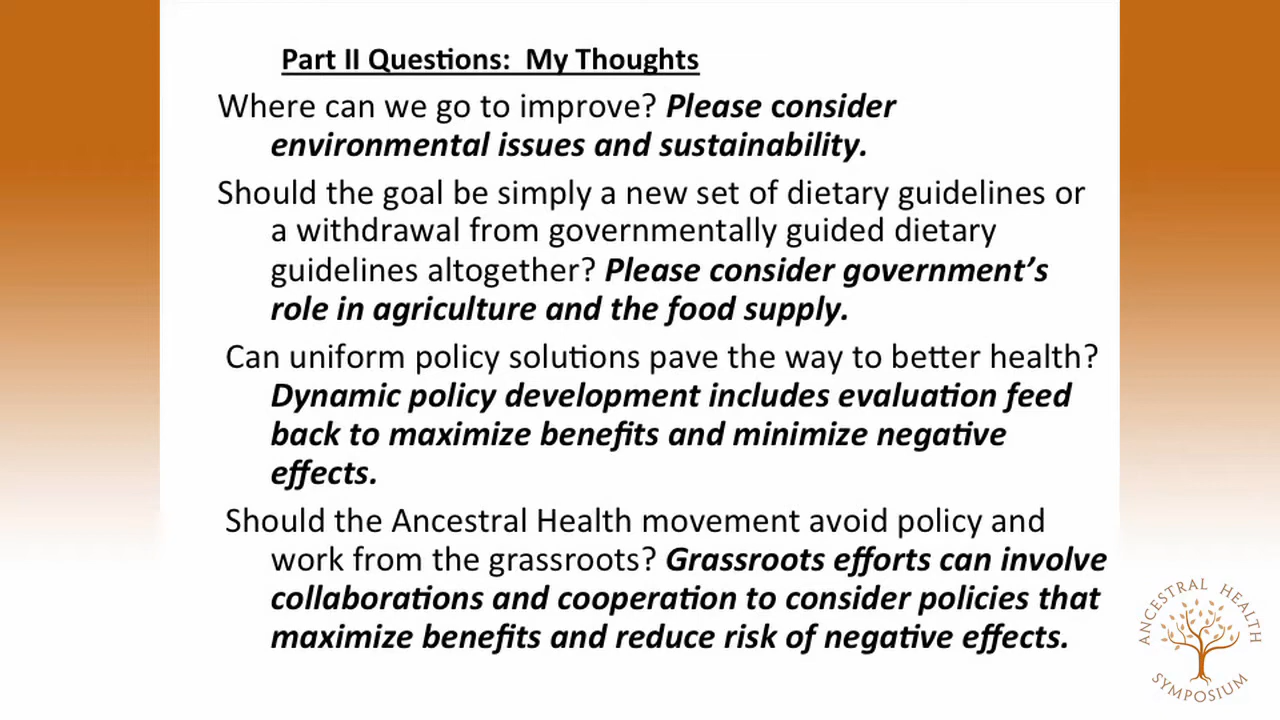 Part II Questions:  My Thoughts
Where can we go to improve? Please consider
environmental issues and sustainability.
Should the goal be simply a new set of dietary guidelines or
a withdrawal from governmentally guided dietary
guidelines altogether? Please consider government’s
role in agriculture and the food supply.
Can uniform policy solutions pave the way to better health?
Dynamic policy development includes evaluation feed
back to maximize benefits and minimize negative
effects.
Should the Ancestral Health movement avoid policy and
work from the grassroots? Grassroots efforts can involve
collaborations and cooperation to consider policies that
maximize benefits and reduce risk of negative effects.
ANCESTRAL HEALTH
SYMPOSIUM